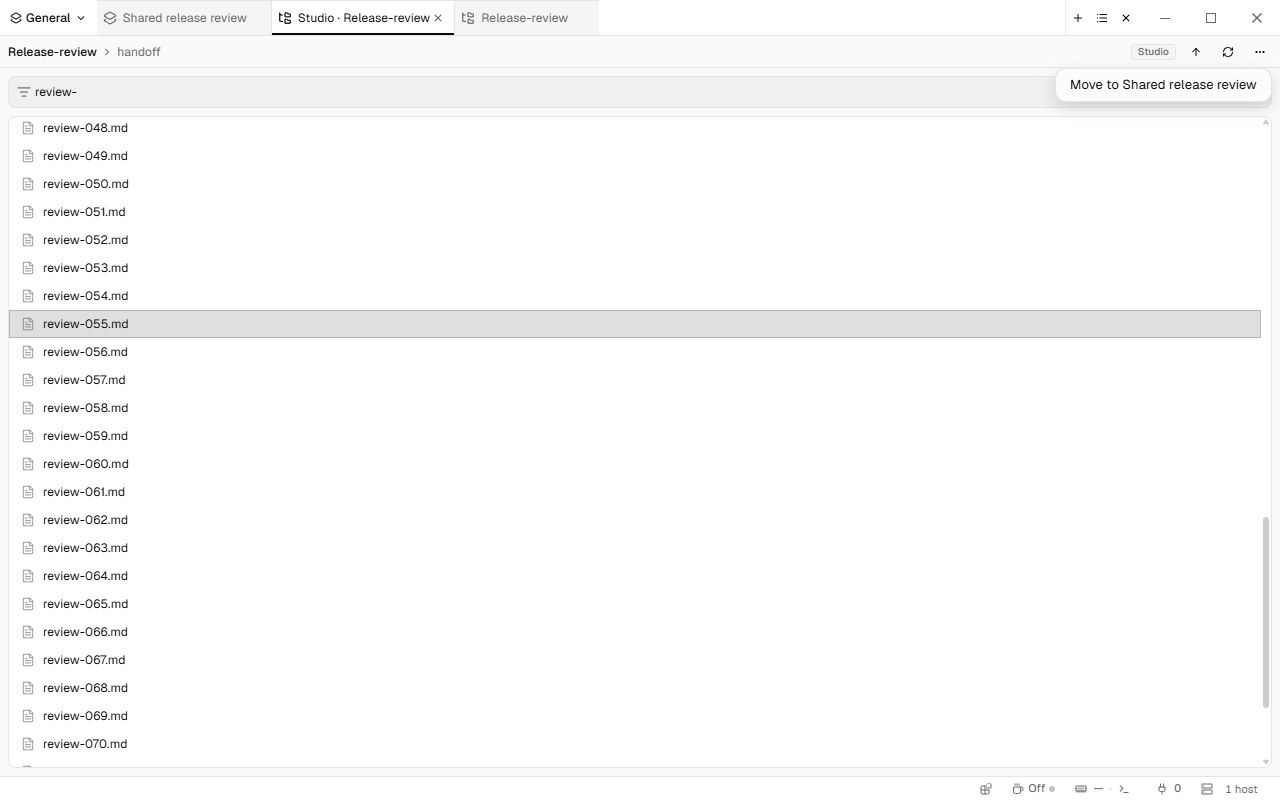 General
Shared release review
Studio · Release-review
Release-review
Release-review > handoff
Studio
review-
Move to Shared release review
review-048.md
review-049.md
review-050.md
review-051.md
review-052.md
review-053.md
review-054.md
review-055.md
review-056.md
review-057.md
review-058.md
review-059.md
review-060.md
review-061.md
review-062.md
review-063.md
review-064.md
review-065.md
review-066.md
review-067.md
review-068.md
review-069.md
review-070.md
Off
— ·
0
1 host